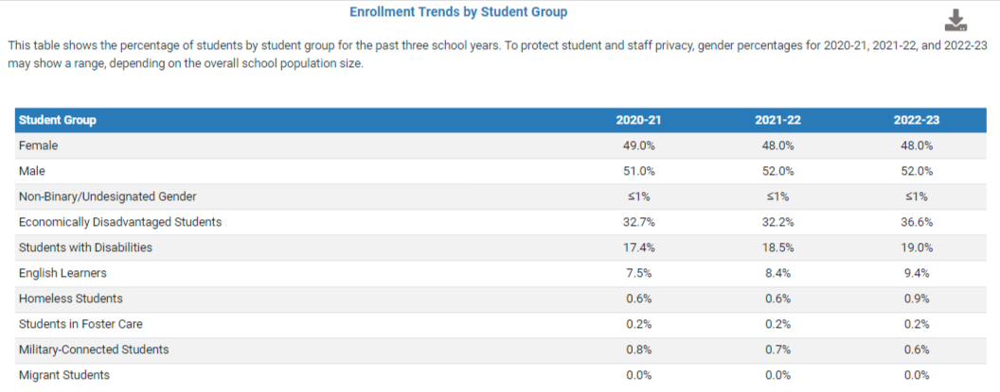 Enrollment Trends by Student Group
This table shows the percentage of students by student group for the past three school years. To protect student and staff privacy, gender percentages for 2020-21, 2021-22, and 2022-23
may show a range, depending on the overall school population size.
Student Group 2020-21 2021-22 2022-23
Female 49.0% 48.0% 48.0%
Male 51.0% 52.0% 52.0%
Non-Binary/Undesignated Gender ≤1% ≤1% ≤1%
Economically Disadvantaged Students 32.7% 32.2% 36.6%
Students with Disabilities 17.4% 18.5% 19.0%
English Learners 7.5% 8.4% 9.4%
Homeless Students 0.6% 0.6% 0.9%
Students in Foster Care 0.2% 0.2% 0.2%
Military-Connected Students 0.8% 0.7% 0.6%
Migrant Students 0.0% 0.0% 0.0%